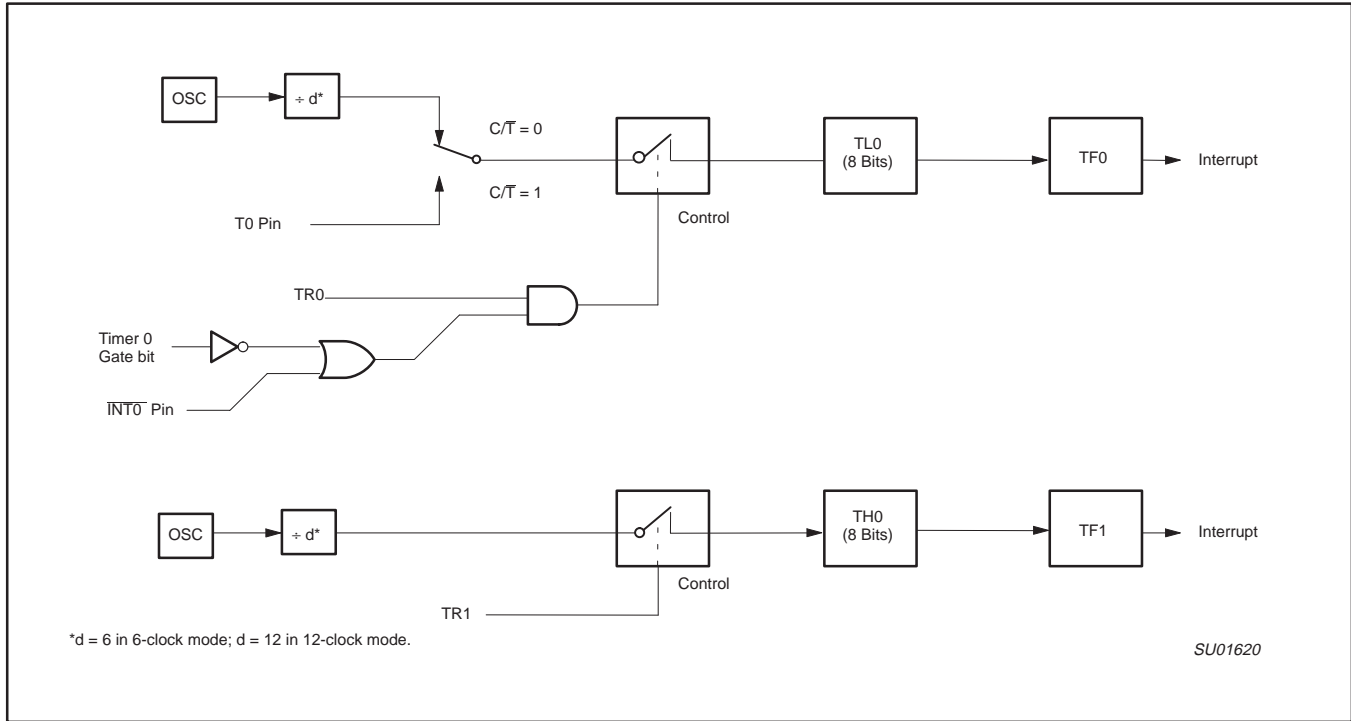 OSC
÷ d*
C/T̅ = 0
C/T̅ = 1
T0 Pin
Control
TL0
(8 Bits)
TF0
Interrupt
TR0
Timer 0
Gate bit
I̅N̅T̅0̅ Pin
OSC
÷ d*
Control
TH0
(8 Bits)
TF1
Interrupt
TR1
*d = 6 in 6-clock mode; d = 12 in 12-clock mode.
SU01620